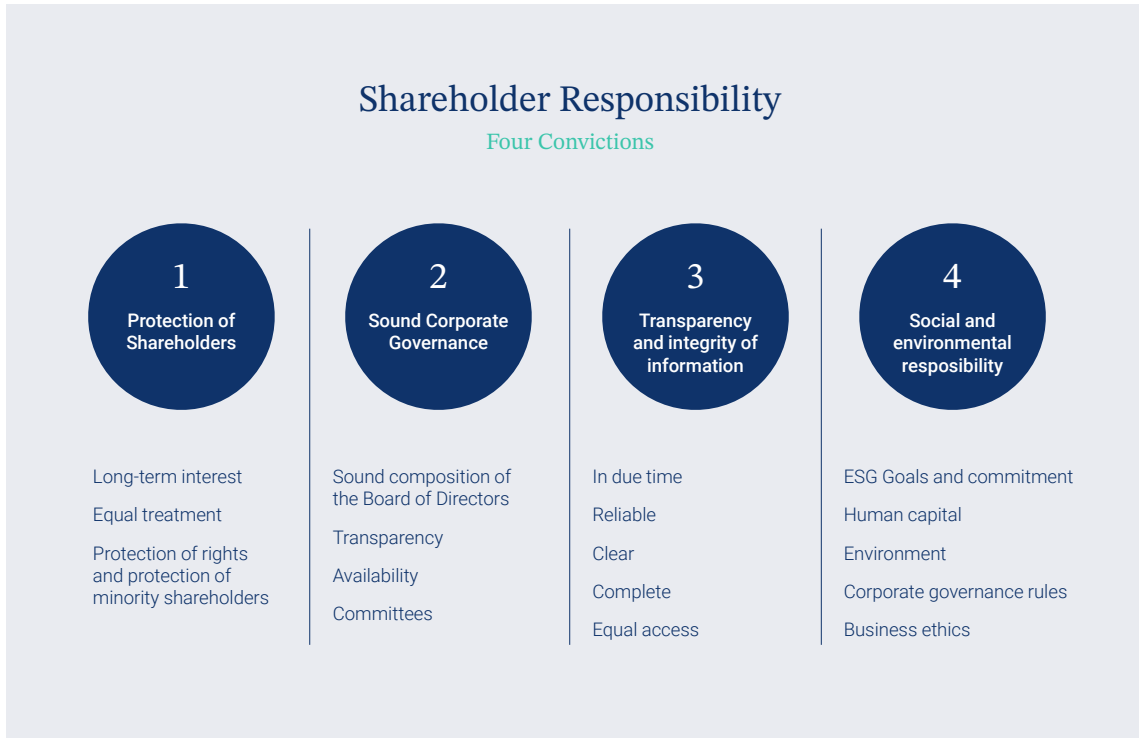 Shareholder Responsibility
Four Convictions
1
Protection of
Shareholders
2
Sound Corporate
Governance
3
Transparency
and integrity of
information
4
Social and
environmental
resposibility
Long-term interest
Equal treatment
Protection of rights
and protection of
minority shareholders
Sound composition of
the Board of Directors
Transparency
Availability
Committees
In due time
Reliable
Clear
Complete
Equal access
ESG Goals and commitment
Human capital
Environment
Corporate governance rules
Business ethics